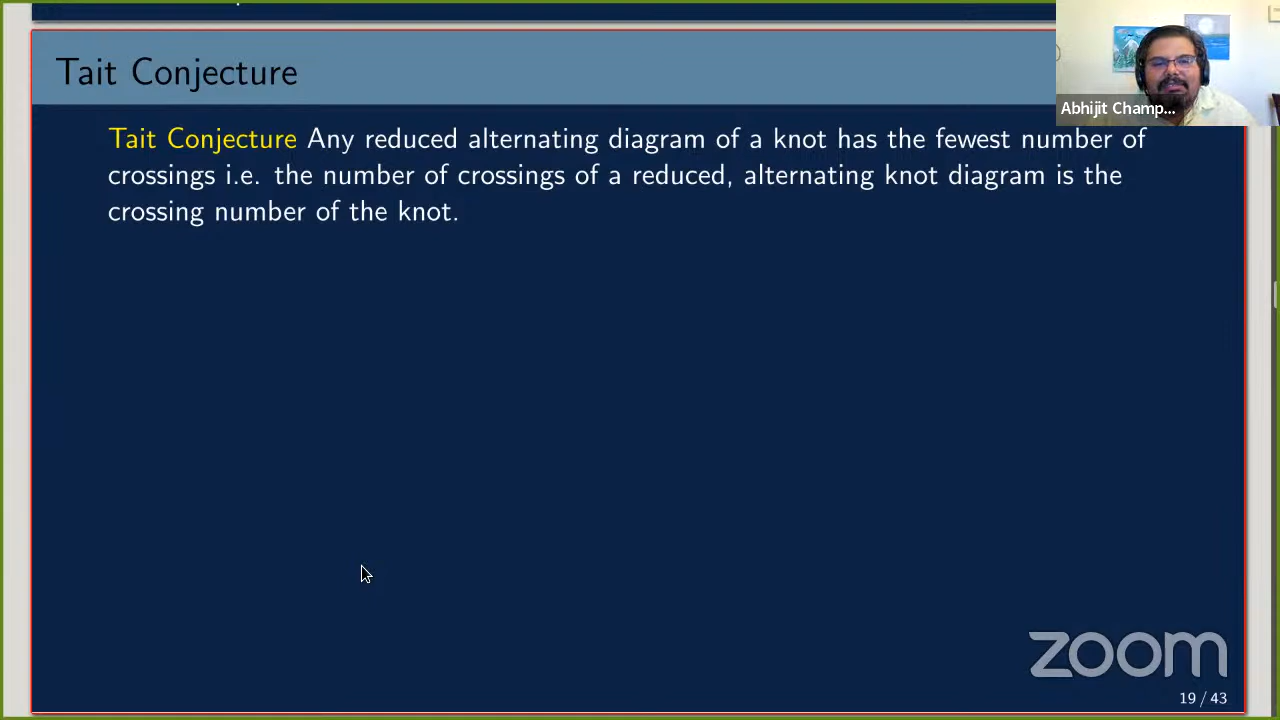 Tait Conjecture
Abhijit Champ...
Tait Conjecture Any reduced alternating diagram of a knot has the fewest number of
crossings i.e. the number of crossings of a reduced, alternating knot diagram is the
crossing number of the knot.
zoom
19 / 43